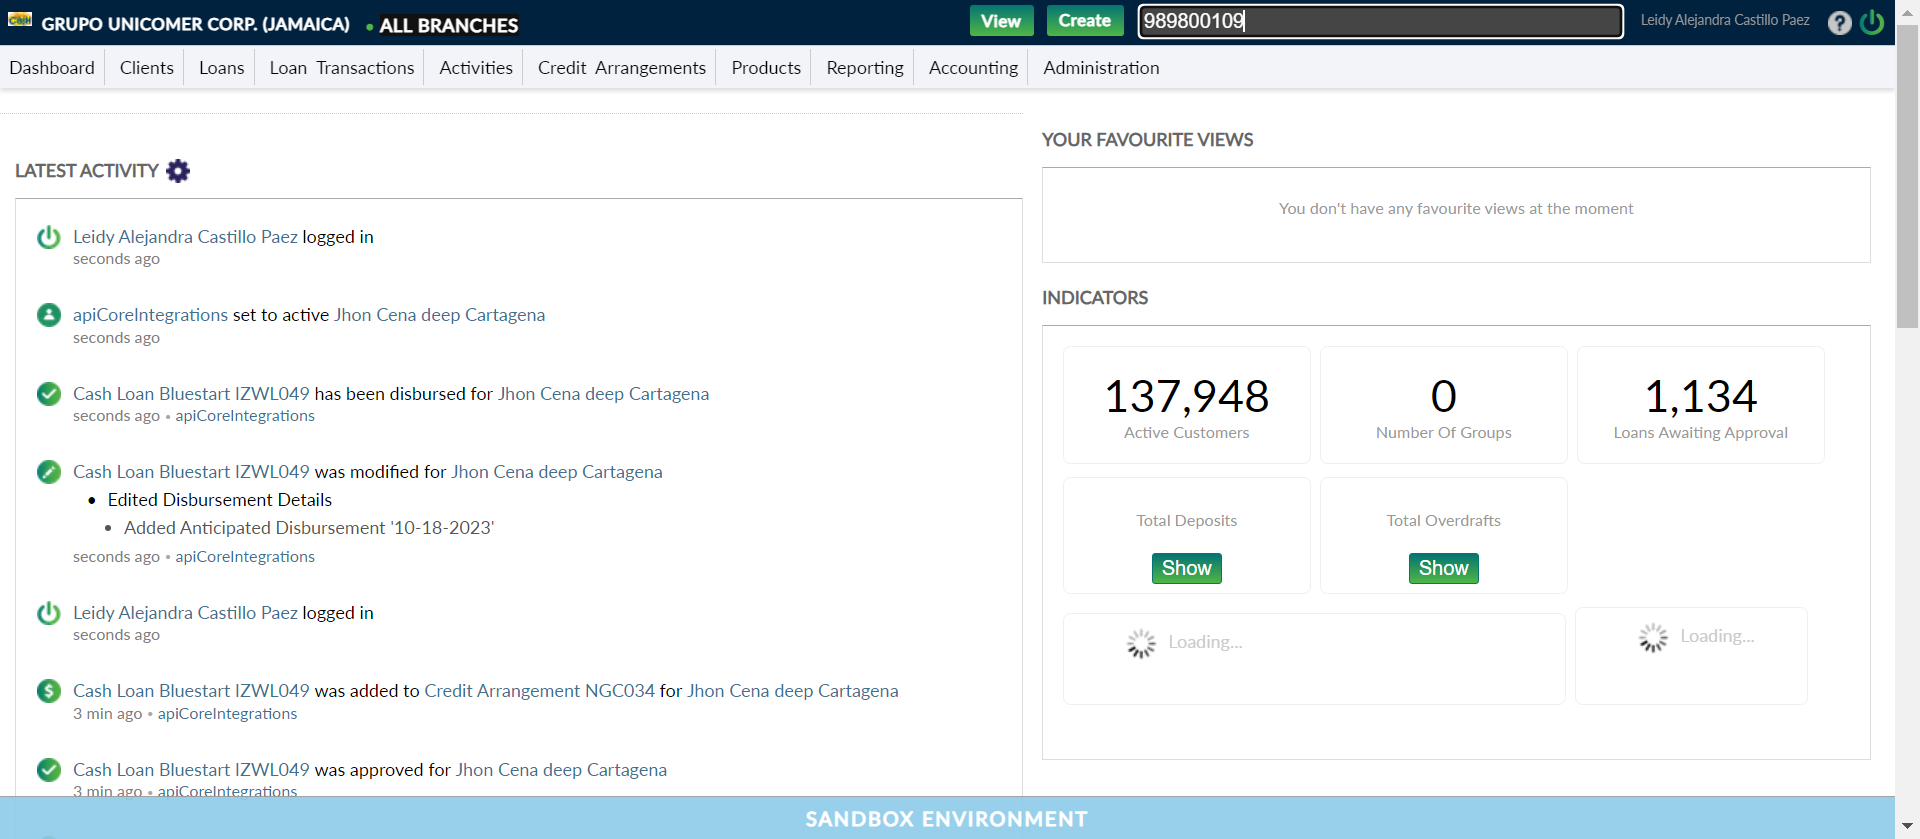 Cash GRUPO UNICOMER CORP. (JAMAICA) • ALL BRANCHES View Create 989800109 Leidy Alejandra Castillo Paez ?
Dashboard Clients Loans Loan Transactions Activities Credit Arrangements Products Reporting Accounting Administration
LATEST ACTIVITY
Leidy Alejandra Castillo Paez logged in
seconds ago
apiCoreIntegrations set to active Jhon Cena deep Cartagena
seconds ago
Cash Loan Bluestart IZWL049 has been disbursed for Jhon Cena deep Cartagena
seconds ago • apiCoreIntegrations
Cash Loan Bluestart IZWL049 was modified for Jhon Cena deep Cartagena
• Edited Disbursement Details
• Added Anticipated Disbursement '10-18-2023'
seconds ago • apiCoreIntegrations
Leidy Alejandra Castillo Paez logged in
seconds ago
Cash Loan Bluestart IZWL049 was added to Credit Arrangement NGC034 for Jhon Cena deep Cartagena
3 min ago • apiCoreIntegrations
Cash Loan Bluestart IZWL049 was approved for Jhon Cena deep Cartagena
3 min ago • apiCoreIntegrations
YOUR FAVOURITE VIEWS
You don't have any favourite views at the moment
INDICATORS
137,948
Active Customers
0
Number Of Groups
1,134
Loans Awaiting Approval
Total Deposits
Show
Total Overdrafts
Show
Loading...
Loading...
SANDBOX ENVIRONMENT